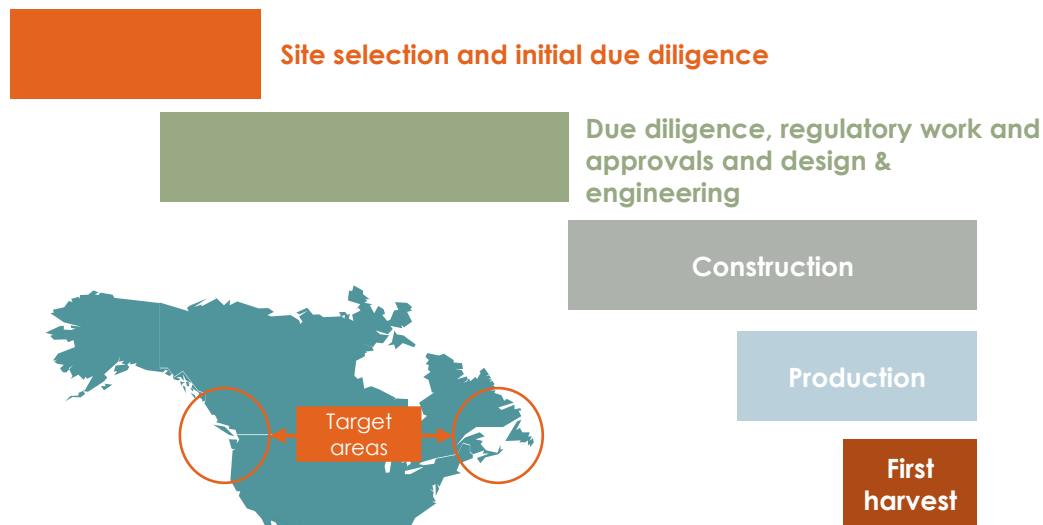 Site selection and initial due diligence
Due diligence, regulatory work and
approvals and design &
engineering
Construction
Production
Target
areas
First
harvest